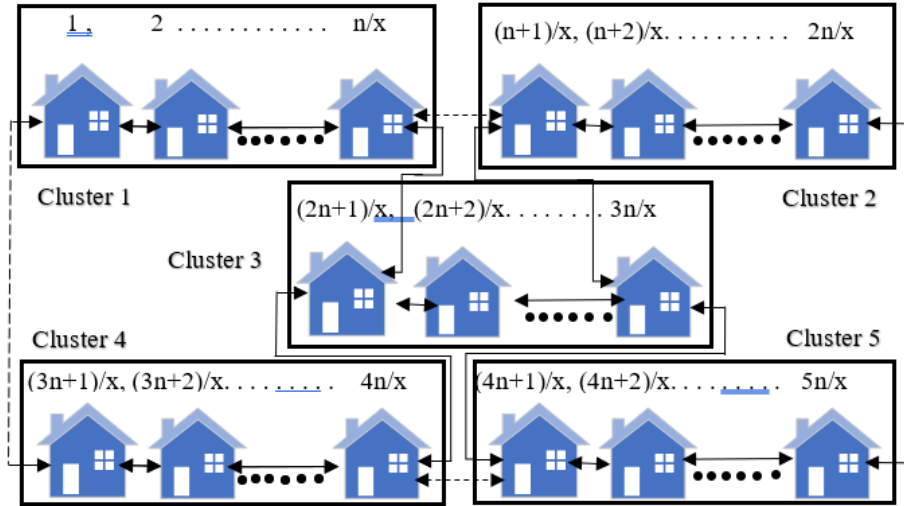 1, 2 . . . . . . . . . . . . n/x
(n+1)/x, (n+2)/x. . . . . . . . . . 2n/x
Cluster 1
Cluster 2
(2n+1)/x, (2n+2)/x. . . . . . . . 3n/x
Cluster 3
Cluster 4
Cluster 5
(3n+1)/x, (3n+2)/x. . . . . . . . . 4n/x
(4n+1)/x, (4n+2)/x. . . . . . . . . 5n/x